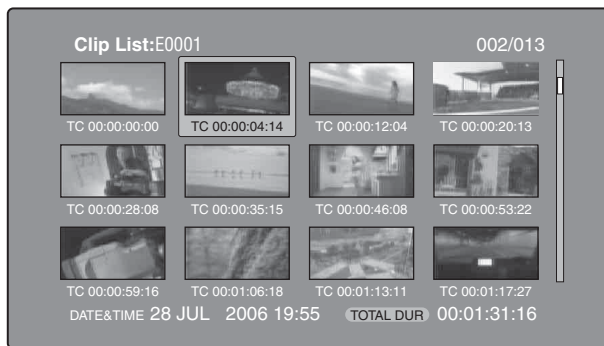 Clip List:E0001 002/013
TC 00:00:00:00 TC 00:00:04:14 TC 00:00:12:04 TC 00:00:20:13
TC 00:00:28:08 TC 00:00:35:15 TC 00:00:46:08 TC 00:00:53:22
TC 00:00:59:16 TC 00:01:06:18 TC 00:01:13:11 TC 00:01:17:27
DATE&TIME 28 JUL 2006 19:55 TOTAL DUR 00:01:31:16